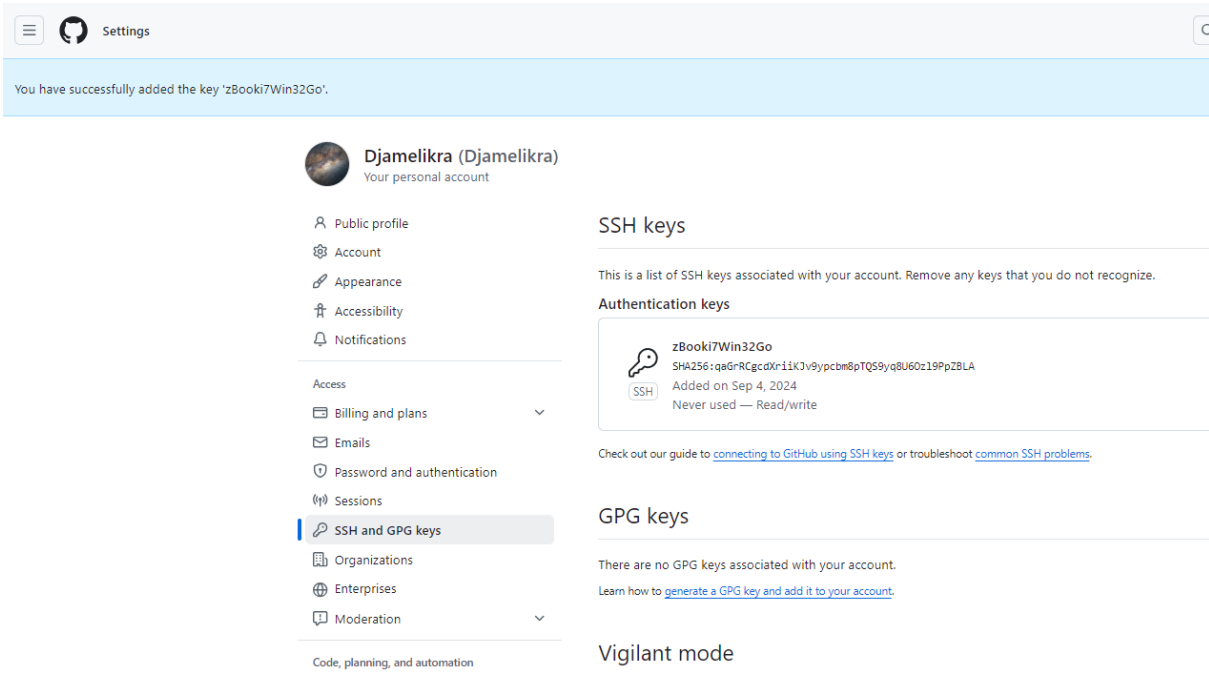 Settings
You have successfully added the key 'zBooki7Win32Go'.
Djamelikra (Djamelikra)
Your personal account
Public profile
Account
Appearance
Accessibility
Notifications
Access
Billing and plans
Emails
Password and authentication
Sessions
SSH and GPG keys
Organizations
Enterprises
Moderation
Code, planning, and automation
SSH keys
This is a list of SSH keys associated with your account. Remove any keys that you do not recognize.
Authentication keys
zBooki7Win32Go
SHA256:qaGrRCgcdXriiKJv9ypcbm8pTQS9yq8U6Ozl9PpZBLA
SSH
Added on Sep 4, 2024
Never used — Read/write
Check out our guide to connecting to GitHub using SSH keys or troubleshoot common SSH problems.
GPG keys
There are no GPG keys associated with your account.
Learn how to generate a GPG key and add it to your account.
Vigilant mode